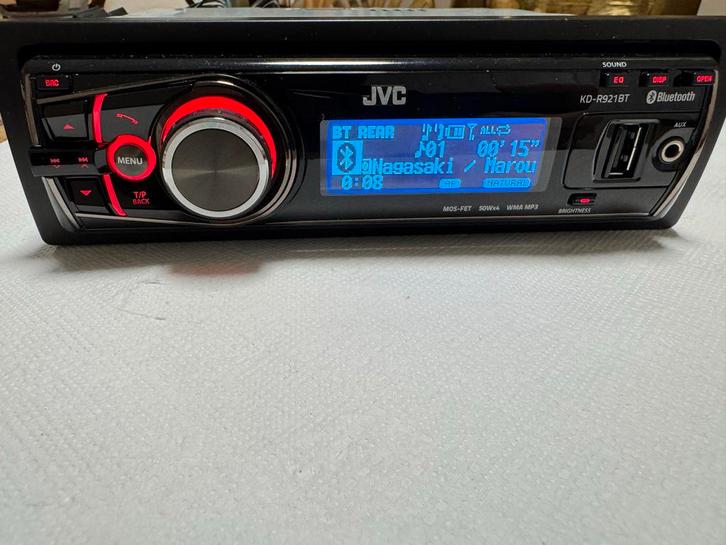 SOUND
SRC
EQ
DISP
OPEN
JVC
KD-R921BT
Bluetooth
MENU
T/P
BACK
BT REAR
ALL
01 00'15"
Nagasaki / Marou
0:08
NATURAL
AUX
MOS-FET 50Wx4 WMA MP3
BRIGHTNESS